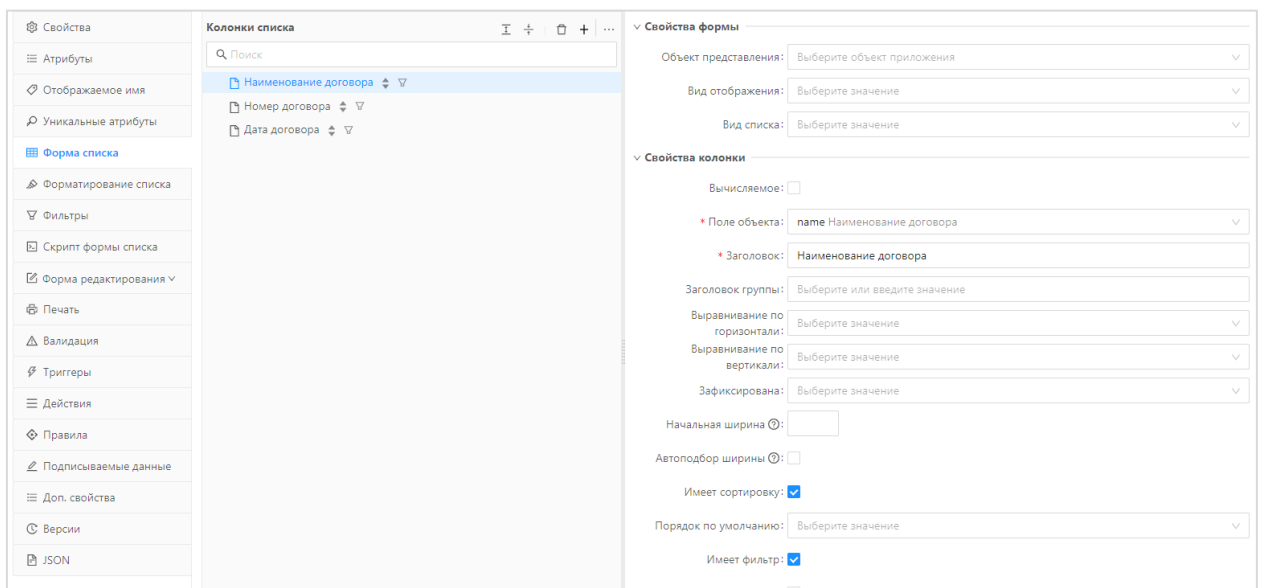 Свойства
Атрибуты
Отображаемое имя
Уникальные атрибуты
Форма списка
Форматирование списка
Фильтры
Скрипт формы списка
Форма редактирования
Печать
Валидация
Триггеры
Действия
Правила
Подписываемые данные
Доп. свойства
Версии
JSON
Колонки списка
Поиск
Наименование договора
Номер договора
Дата договора
Свойства формы
Объект представления: Выберите объект приложения
Вид отображения: Выберите значение
Вид списка: Выберите значение
Свойства колонки
Вычисляемое:
* Поле объекта: name Наименование договора
* Заголовок: Наименование договора
Заголовок группы: Выберите или введите значение
Выравнивание по
горизонтали: Выберите значение
Выравнивание по
вертикали: Выберите значение
Зафиксирована: Выберите значение
Начальная ширина ?:
Автоподбор ширины ?:
Имеет сортировку:
Порядок по умолчанию: Выберите значение
Имеет фильтр: